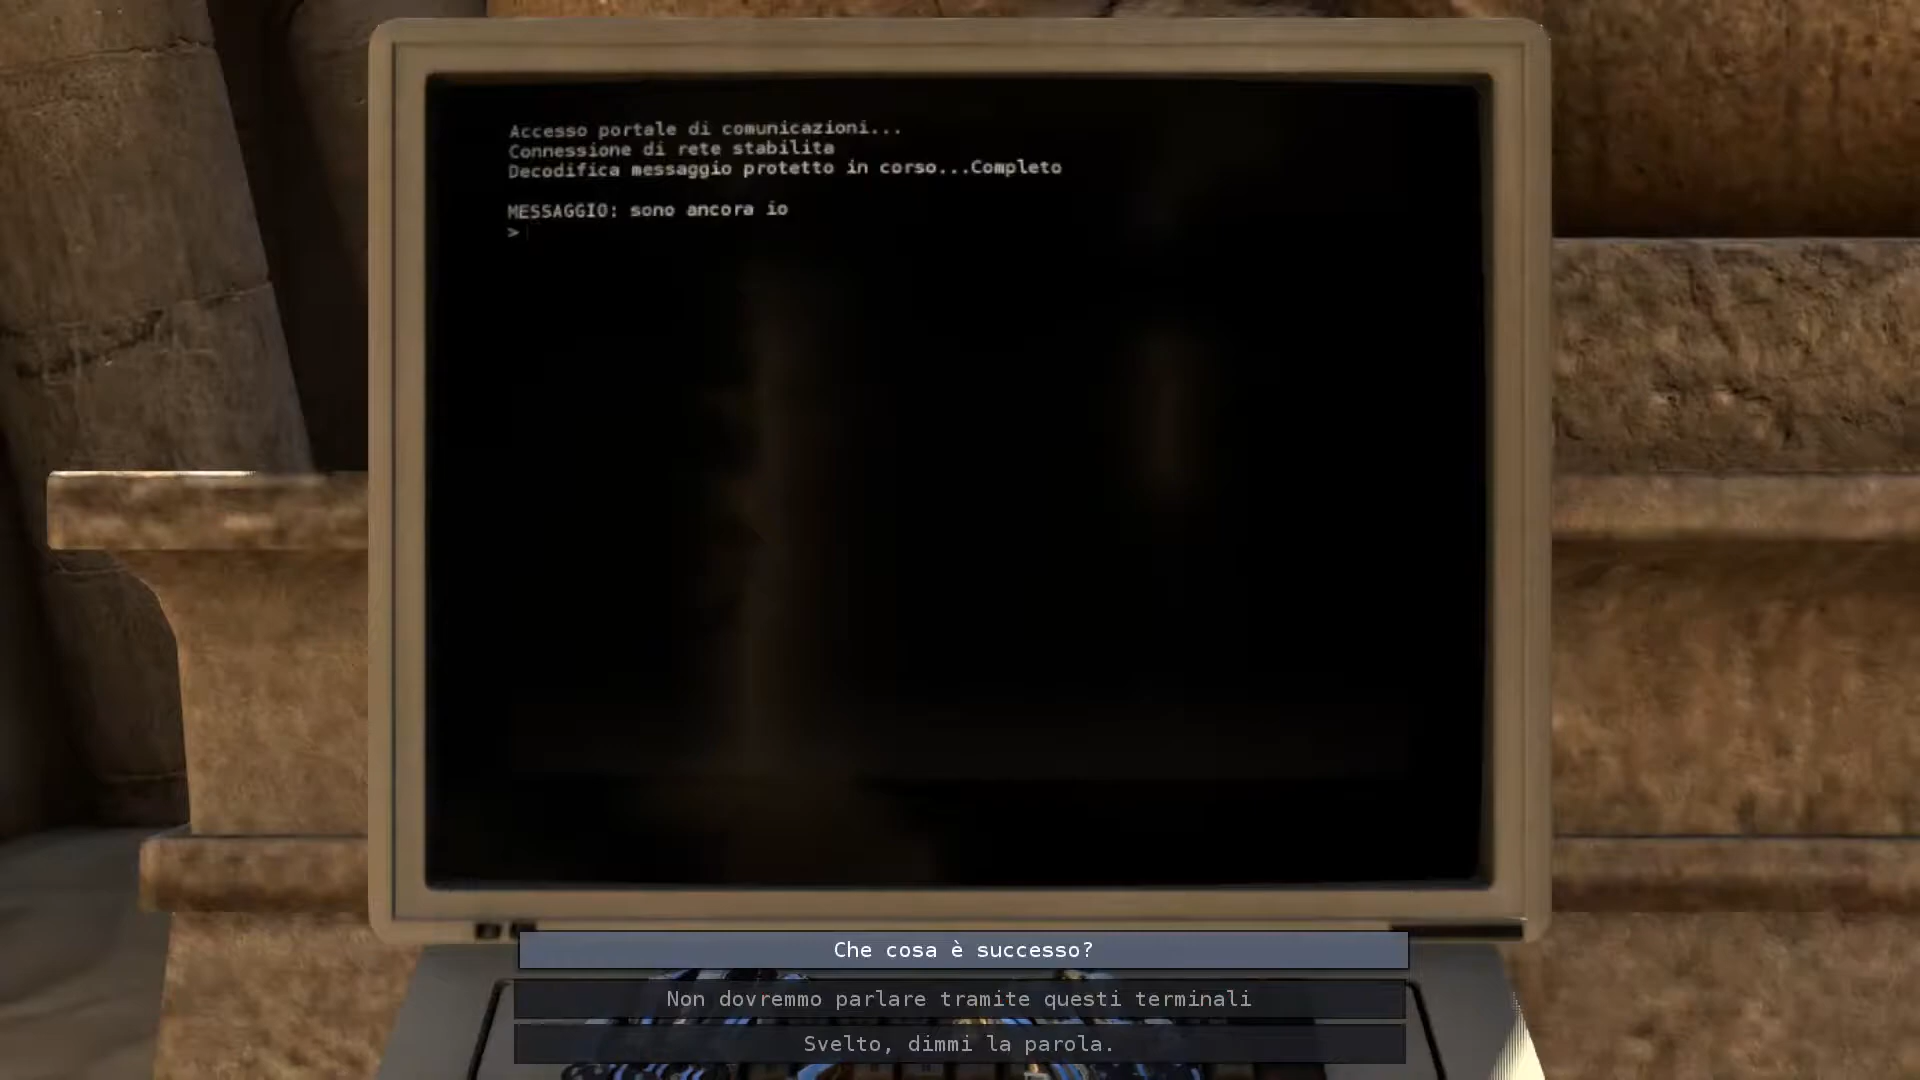 Accesso portale di comunicazioni...
Connessione di rete stabilita
Decodifica messaggio protetto in corso...Completo
MESSAGGIO: sono ancora io
>
Che cosa è successo?
Non dovremmo parlare tramite questi terminali
Svelto, dimmi la parola.